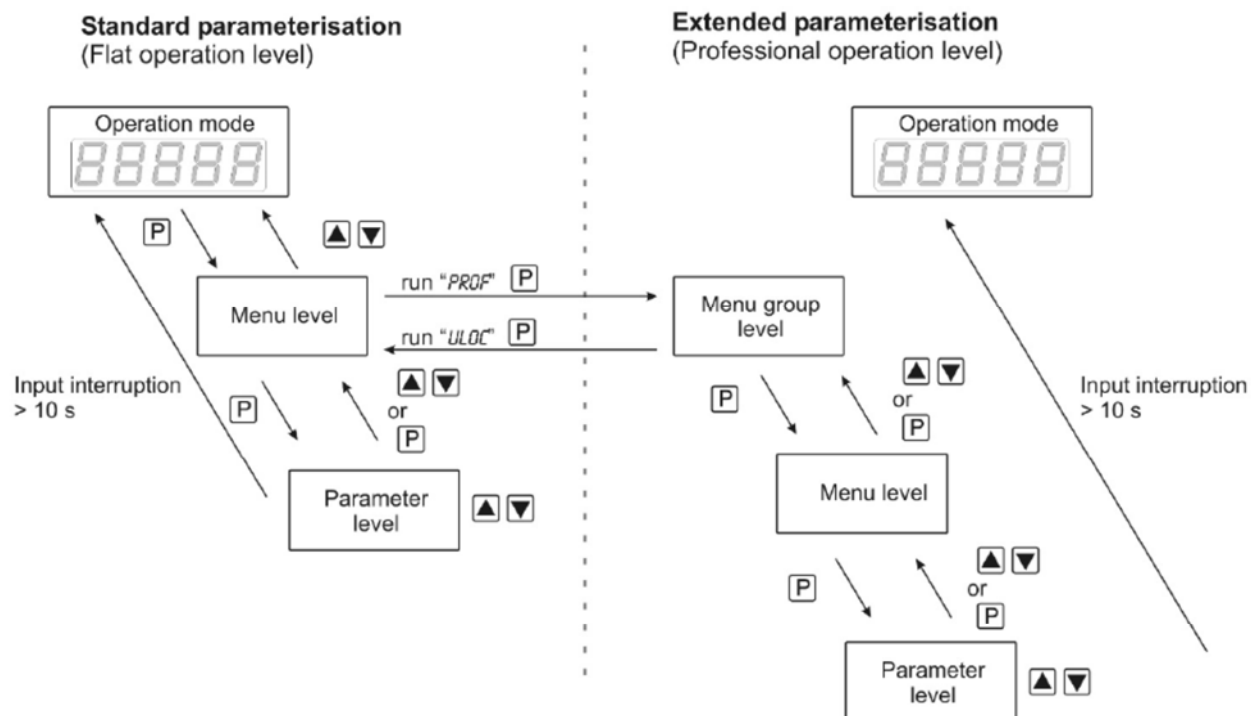 Standard parameterisation
(Flat operation level)
Extended parameterisation
(Professional operation level)
Operation mode
88888
Operation mode
88888
P
▲ ▼
Menu level
run "PROF" P
run "ULOC" P
Menu group
level
Input interruption
> 10 s
P
▲ ▼
or
P
Parameter
level
▲ ▼
P
▲ ▼
or
P
Input interruption
> 10 s
Menu level
P
▲ ▼
or
P
Parameter
level
▲ ▼